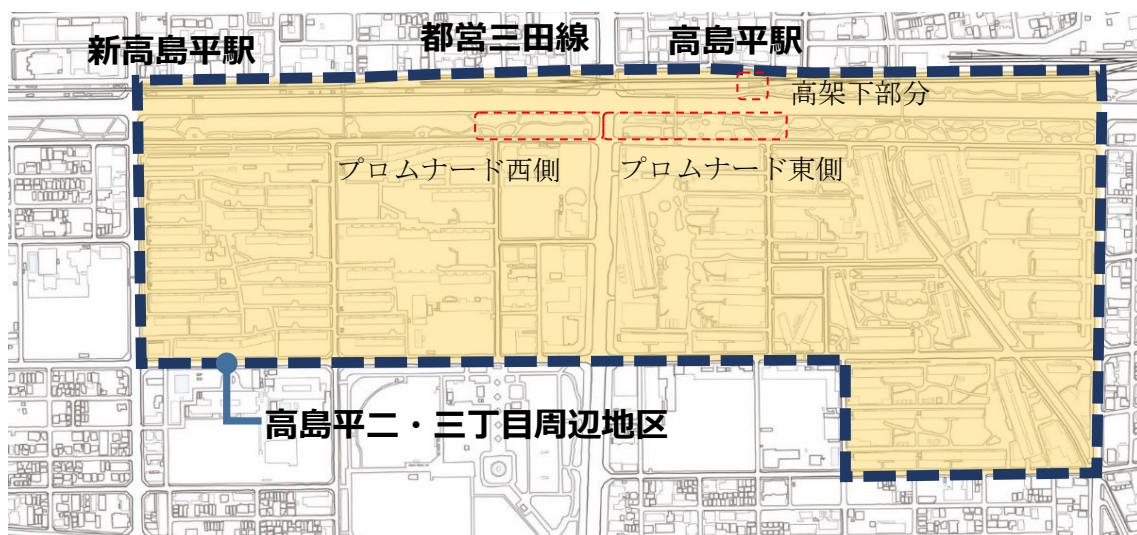 新高島平駅
都営三田線
高島平駅
高架下部分
プロムナード西側
プロムナード東側
高島平二・三丁目周辺地区